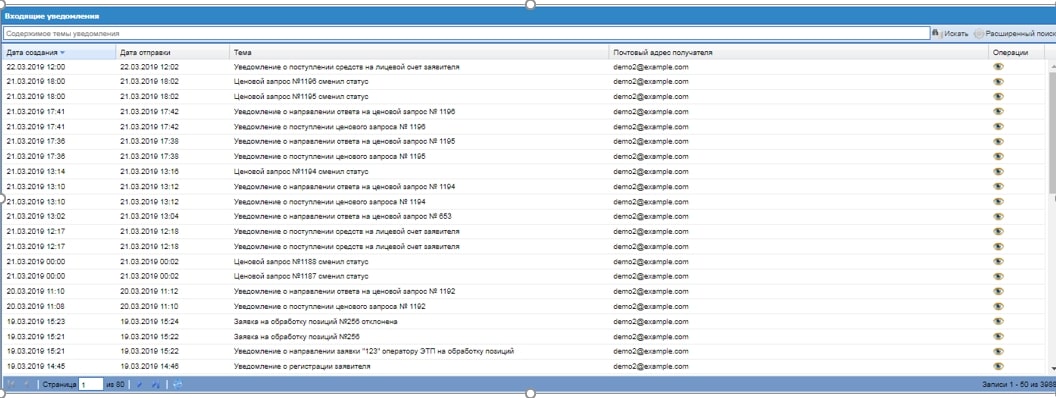 Входящие уведомления
Содержимое темы уведомления Искать Расширенный поиск
Дата создания Дата отправки Тема Почтовый адрес получателя Операции
22.03.2019 12:00 22.03.2019 12:02 Уведомление о поступлении средств на лицевой счет заявителя demo2@example.com
21.03.2019 18:00 21.03.2019 18:02 Ценовой запрос №1196 сменил статус demo2@example.com
21.03.2019 18:00 21.03.2019 18:02 Ценовой запрос №1195 сменил статус demo2@example.com
21.03.2019 17:41 21.03.2019 17:42 Уведомление о направлении ответа на ценовой запрос № 1196 demo2@example.com
21.03.2019 17:41 21.03.2019 17:42 Уведомление о поступлении ценового запроса № 1196 demo2@example.com
21.03.2019 17:36 21.03.2019 17:38 Уведомление о направлении ответа на ценовой запрос № 1195 demo2@example.com
21.03.2019 17:36 21.03.2019 17:38 Уведомление о поступлении ценового запроса № 1195 demo2@example.com
21.03.2019 13:14 21.03.2019 13:16 Ценовой запрос №1194 сменил статус demo2@example.com
21.03.2019 13:10 21.03.2019 13:12 Уведомление о направлении ответа на ценовой запрос № 1194 demo2@example.com
21.03.2019 13:10 21.03.2019 13:12 Уведомление о поступлении ценового запроса № 1194 demo2@example.com
21.03.2019 13:02 21.03.2019 13:04 Уведомление о направлении ответа на ценовой запрос № 653 demo2@example.com
21.03.2019 12:17 21.03.2019 12:18 Уведомление о поступлении средств на лицевой счет заявителя demo2@example.com
21.03.2019 12:17 21.03.2019 12:18 Уведомление о поступлении средств на лицевой счет заявителя demo2@example.com
21.03.2019 00:00 21.03.2019 00:02 Ценовой запрос №1188 сменил статус demo2@example.com
21.03.2019 00:00 21.03.2019 00:02 Ценовой запрос №1187 сменил статус demo2@example.com
20.03.2019 11:10 20.03.2019 11:12 Уведомление о направлении ответа на ценовой запрос № 1192 demo2@example.com
20.03.2019 11:08 20.03.2019 11:10 Уведомление о поступлении ценового запроса № 1192 demo2@example.com
19.03.2019 15:23 19.03.2019 15:24 Заявка на обработку позиций №256 отклонена demo2@example.com
19.03.2019 15:21 19.03.2019 15:22 Заявка на обработку позиций №256 demo2@example.com
19.03.2019 15:21 19.03.2019 15:22 Уведомление о направлении заявки "123" оператору ЭТП на обработку позиций demo2@example.com
19.03.2019 14:45 19.03.2019 14:46 Уведомление о регистрации заявителя demo2@example.com
Страница 1 из 80 Записи 1 - 50 из 3988